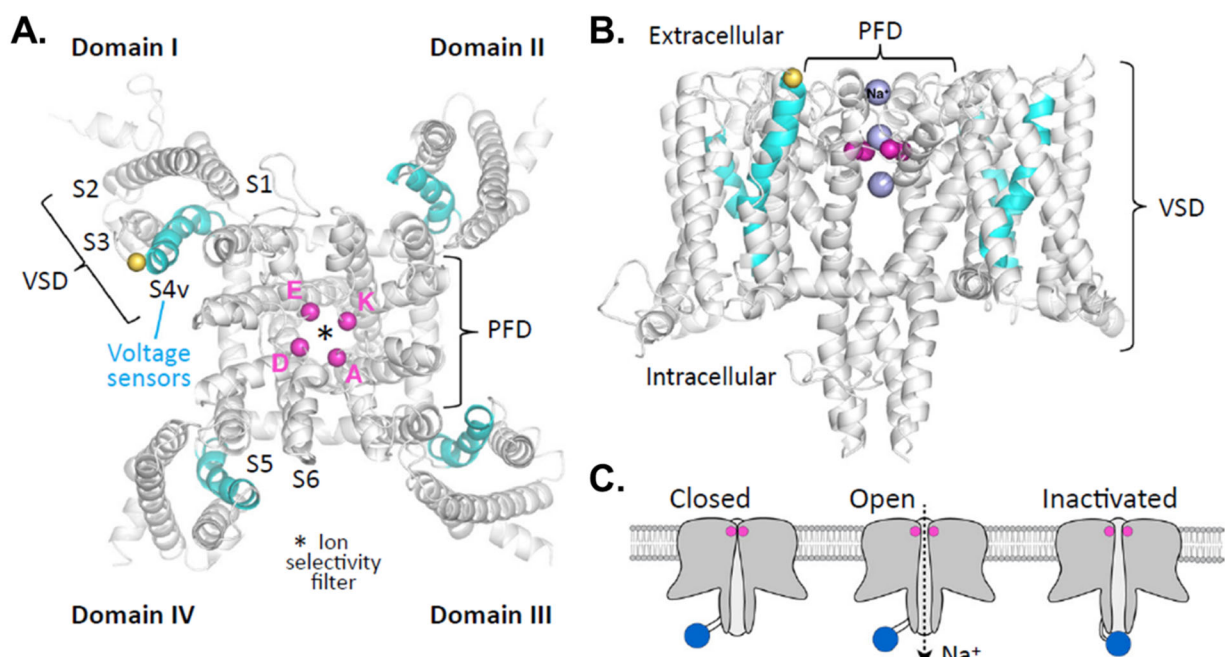 A.
Domain I
Domain II
S2
S1
S3
VSD
S4v
Voltage
sensors
E
K
*
D
A
PFD
S5
S6
* Ion
selectivity
filter
Domain IV
Domain III
B.
Extracellular
PFD
Na⁺
VSD
Intracellular
C.
Closed
Open
Inactivated
Na⁺